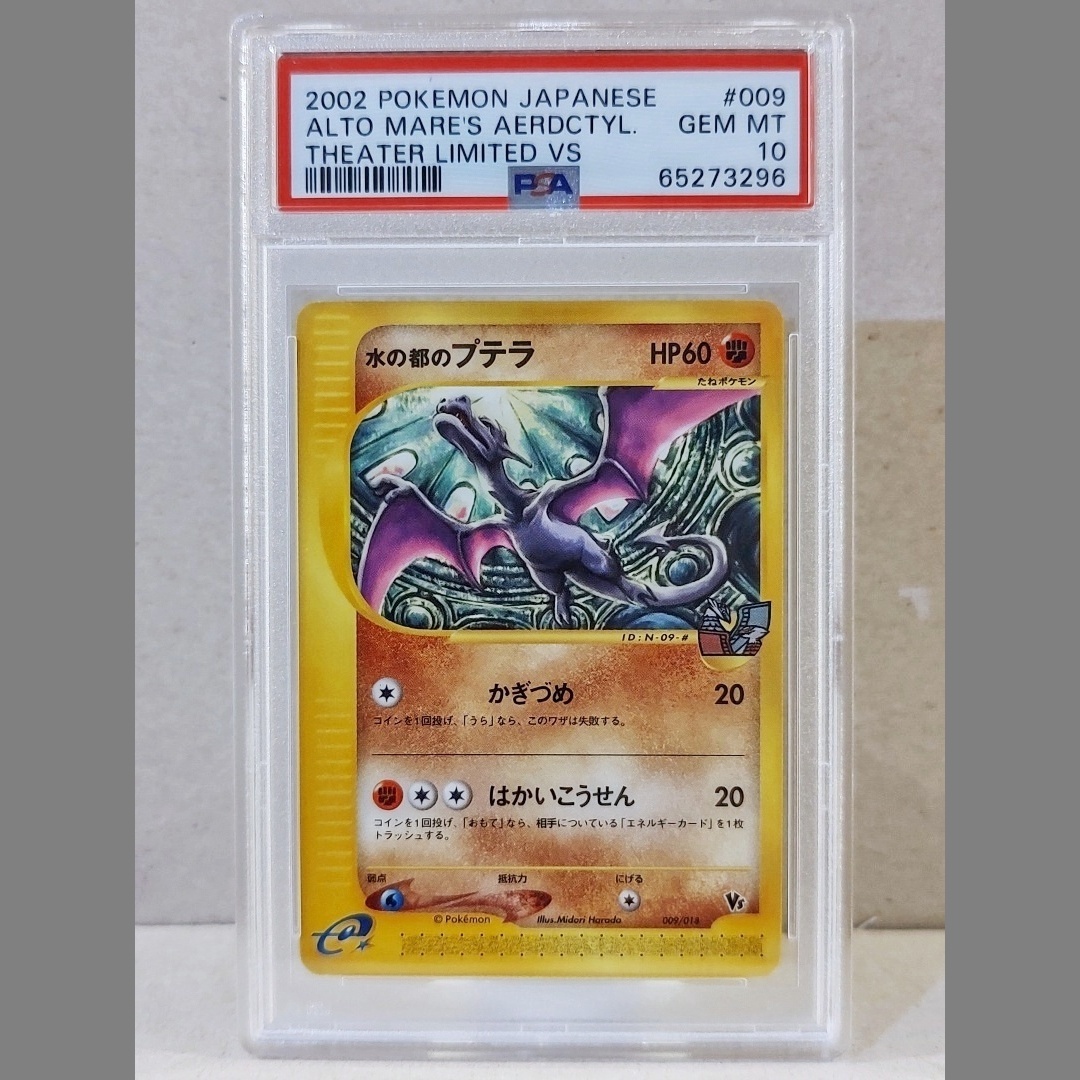 2002 POKEMON JAPANESE #009
ALTO MARE'S AERDCTYL. GEM MT
THEATER LIMITED VS 10
PSA 65273296
水の都のプテラ HP60
たねポケモン
ID:N-09-#
かぎづめ 20
コインを1回投げ、「うら」なら、このワザは失敗する。
はかいこうせん 20
コインを1回投げ、「おもて」なら、相手についている「エネルギーカード」を1枚
トラッシュする。
弱点 抵抗力 にげる
© Pokémon Illus.Midori Harada 009/018 Vs
e